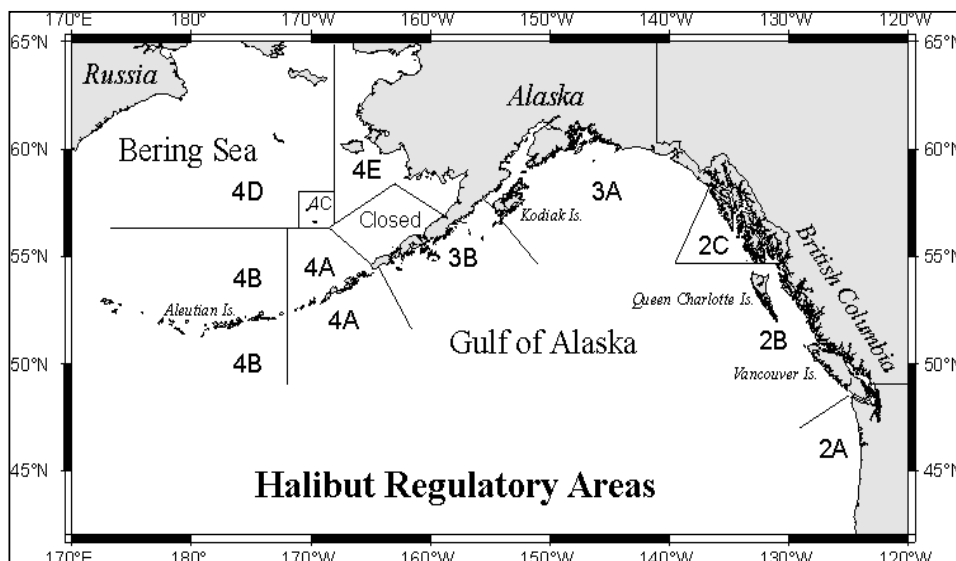 170°E 180° 170°W 160°W 150°W 140°W 130°W 120°W
65°N 65°N
Russia
Alaska
60°N 60°N
Bering Sea
4E
4D
4C
3A
Closed
Kodiak Is.
55°N 55°N
2C
3B
4B 4A
British Columbia
Queen Charlotte Is.
Aleutian Is.
4A
Gulf of Alaska
2B
4B
50°N 50°N
Vancouver Is.
2A
45°N 45°N
Halibut Regulatory Areas
170°E 180° 170°W 160°W 150°W 140°W 130°W 120°W